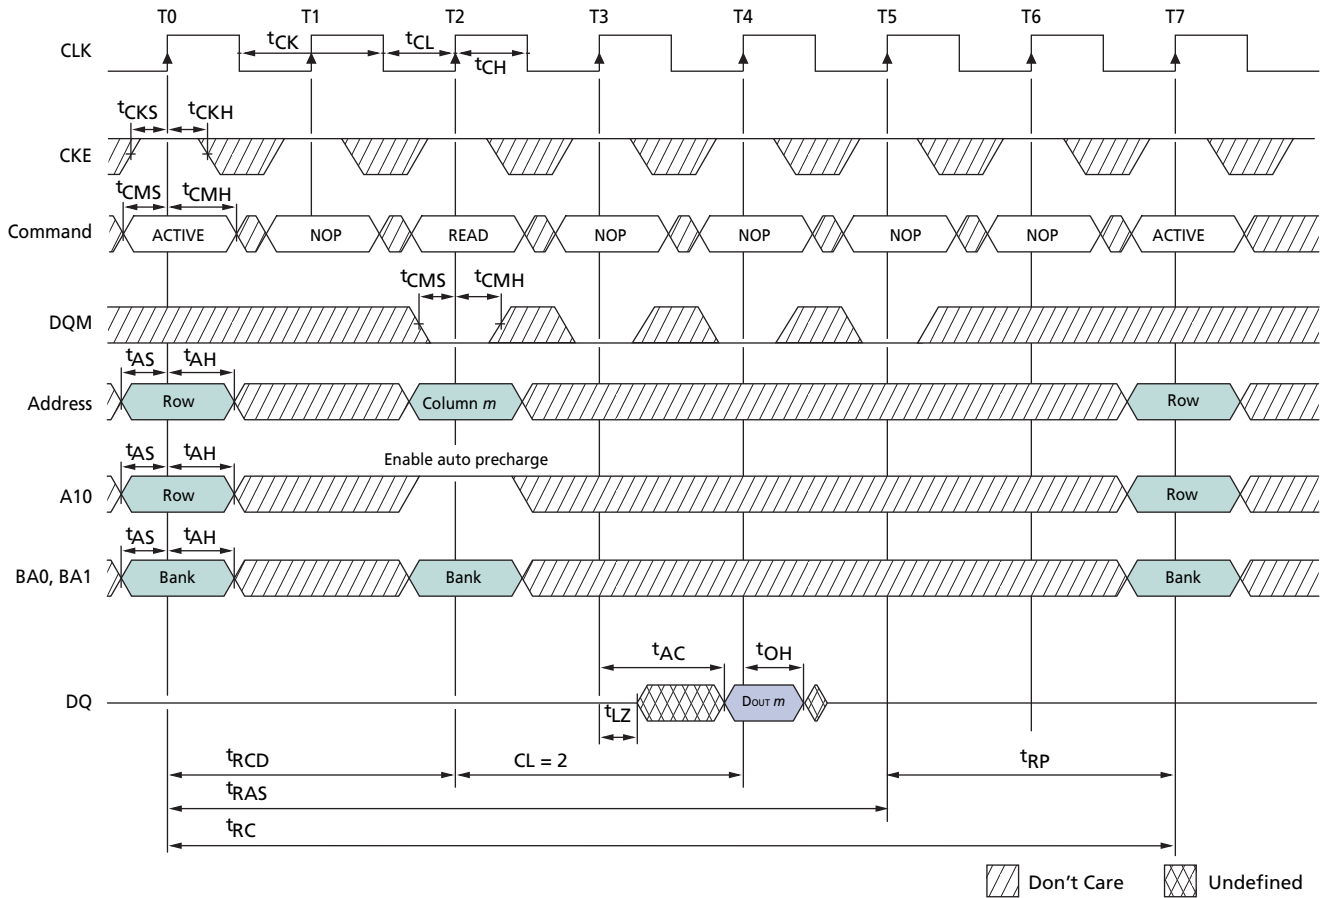 T0 T1 T2 T3 T4 T5 T6 T7
CLK tCK tCL tCH
tCKS tCKH
CKE
tCMS tCMH
Command ACTIVE NOP READ NOP NOP NOP NOP ACTIVE
tCMS tCMH
DQM
tAS tAH
Address Row Column m Row
tAS tAH Enable auto precharge
A10 Row Row
tAS tAH
BA0, BA1 Bank Bank Bank
tAC tOH
DQ DOUT m
tLZ
tRCD CL = 2 tRP
tRAS
tRC
Don't Care Undefined